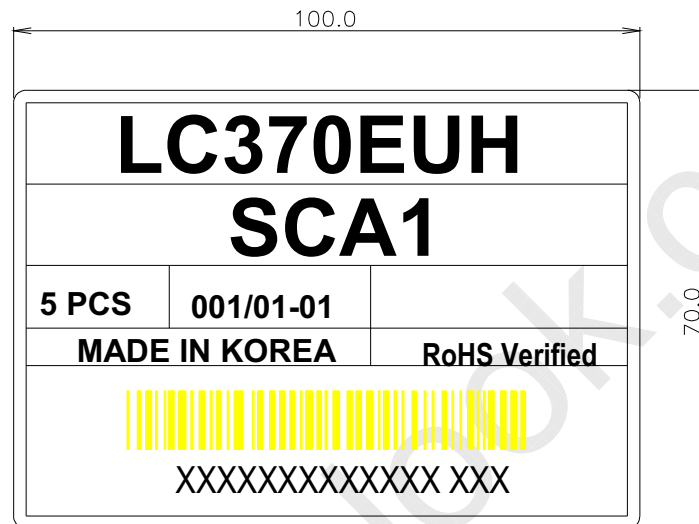 100.0
LC370EUH
SCA1
5 PCS 001/01-01
70.0
MADE IN KOREA RoHS Verified
XXXXXXXXXXXXX XXX